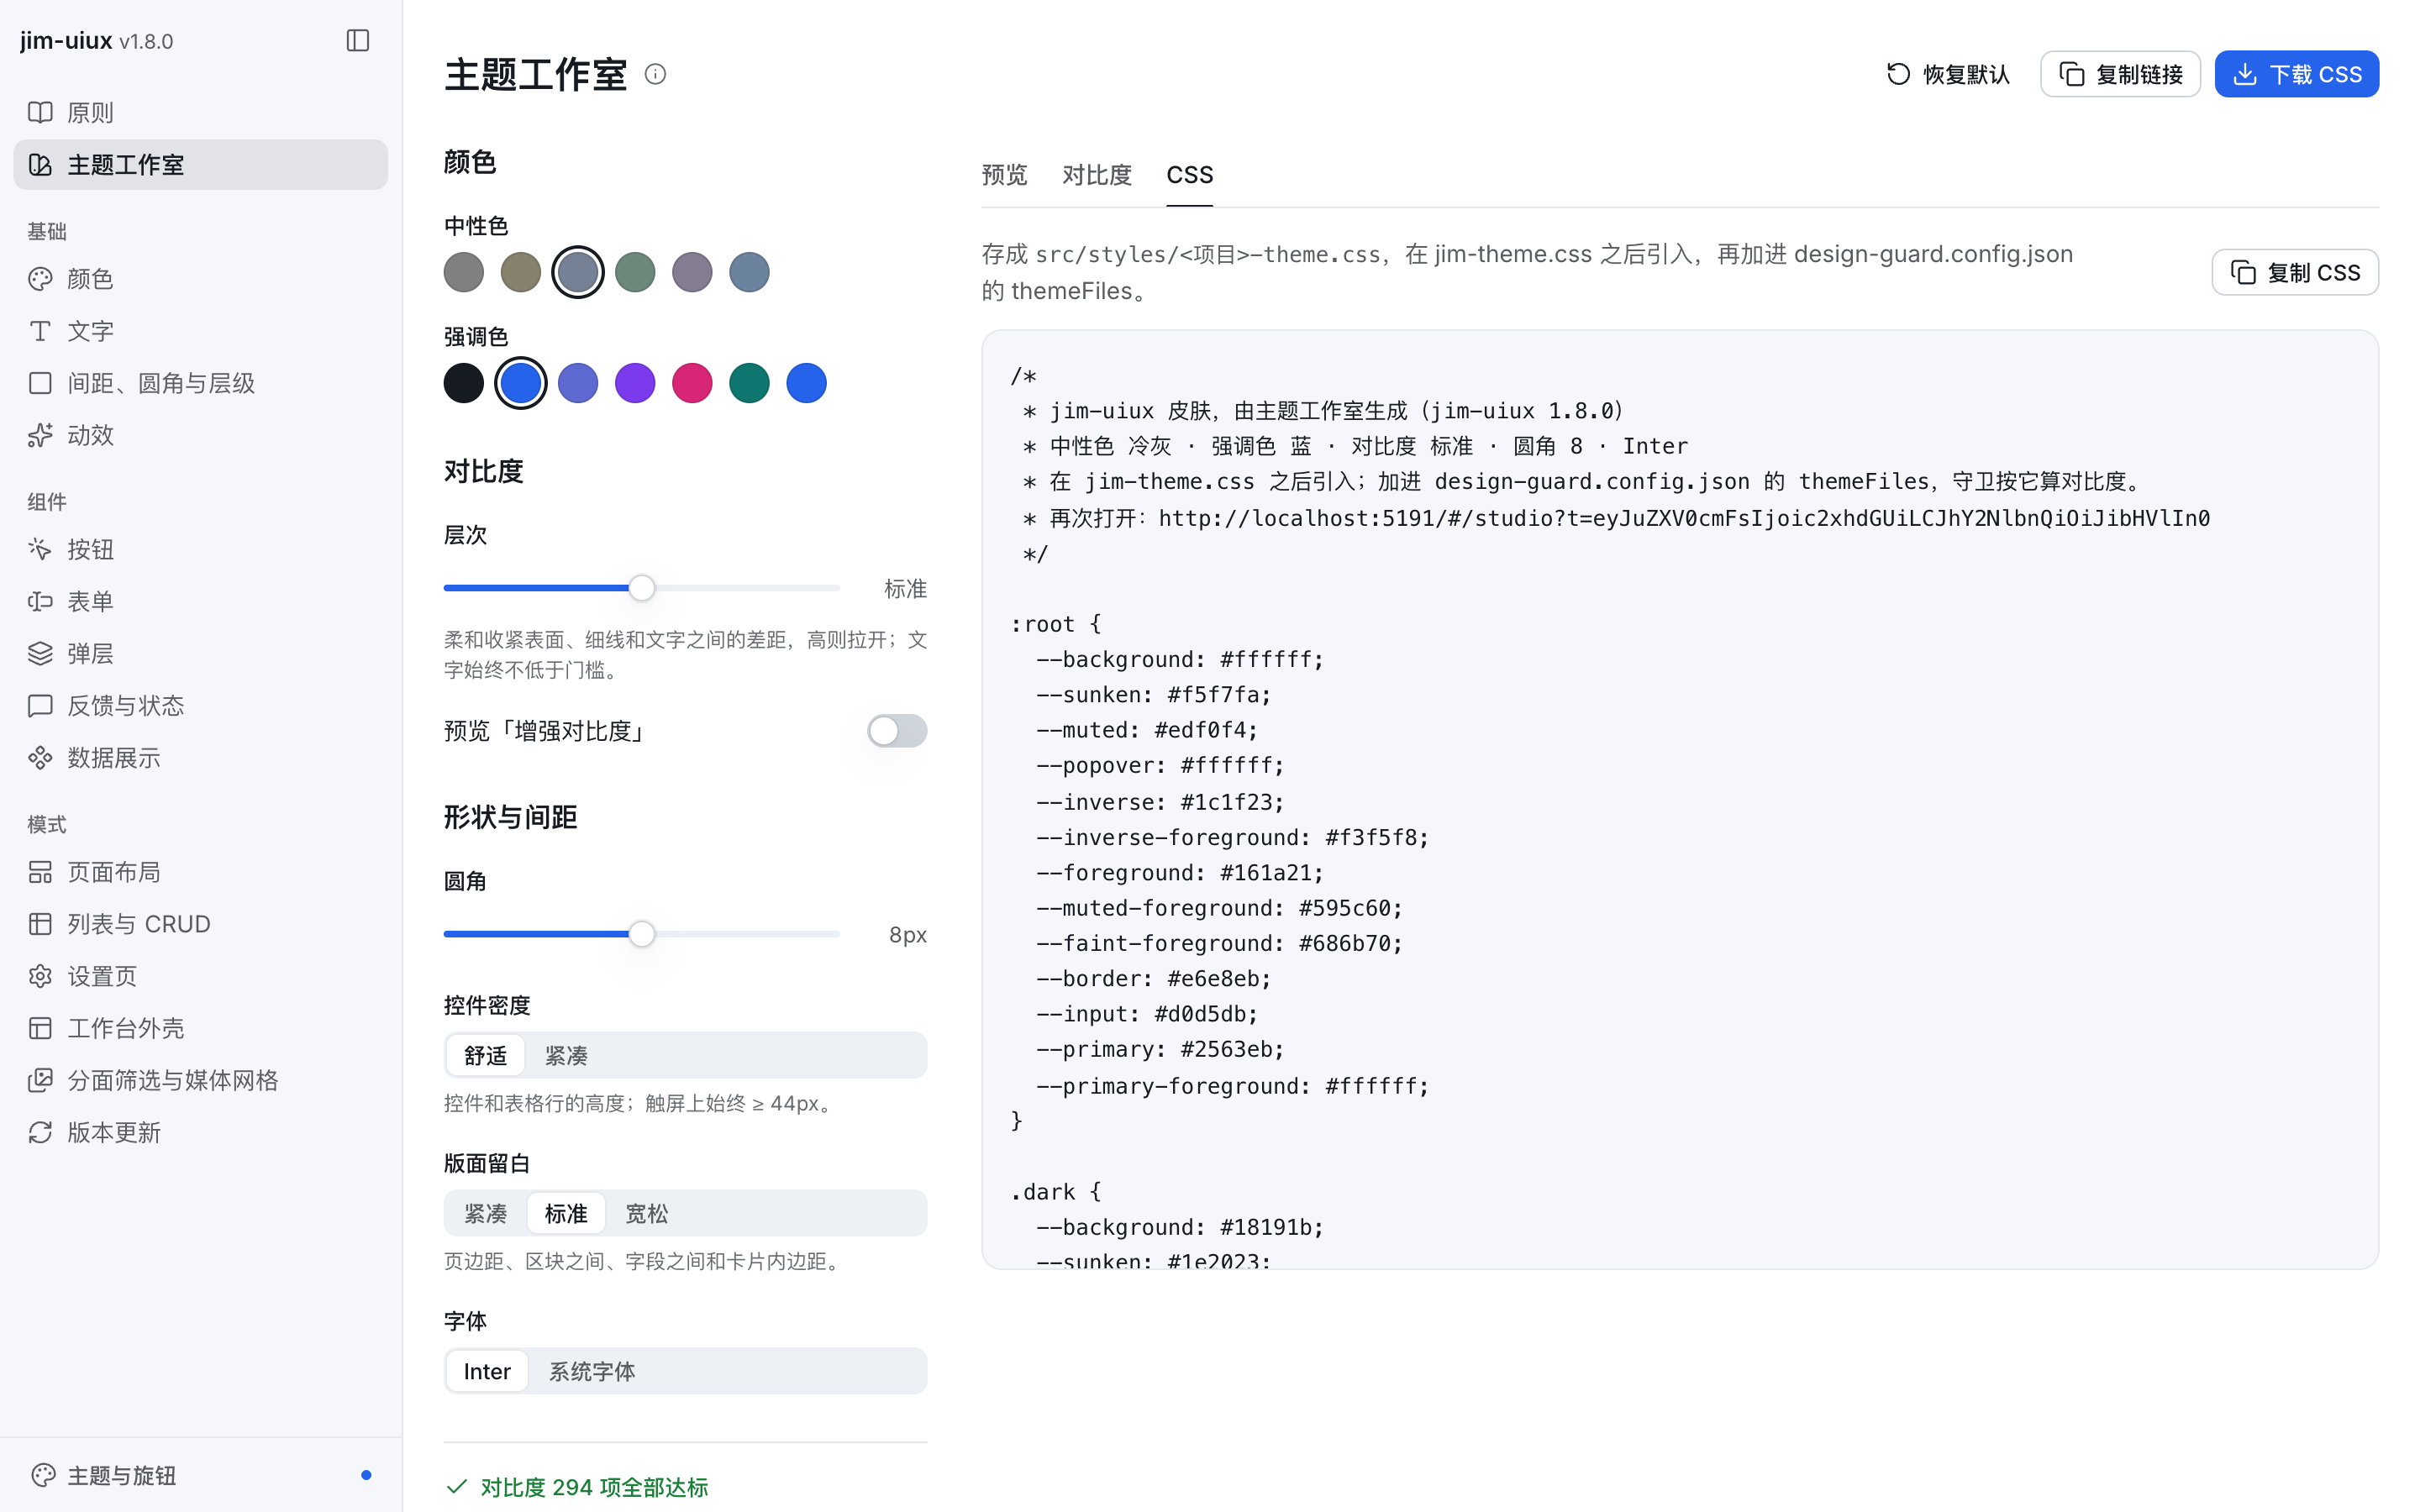 jim-uiux v1.8.0
原则
主题工作室
基础
颜色
文字
间距、圆角与层级
动效
组件
按钮
表单
弹层
反馈与状态
数据展示
模式
页面布局
列表与 CRUD
设置页
工作台外壳
分面筛选与媒体网格
版本更新
主题与旋钮
主题工作室
恢复默认
复制链接
下载 CSS
颜色
中性色
强调色
对比度
层次
标准
柔和收紧表面、细线和文字之间的差距，高则拉开；文
字始终不低于门槛。
预览「增强对比度」
形状与间距
圆角
8px
控件密度
舒适 紧凑
控件和表格行的高度；触屏上始终 ≥ 44px。
版面留白
紧凑 标准 宽松
页边距、区块之间、字段之间和卡片内边距。
字体
Inter 系统字体
对比度 294 项全部达标
预览 对比度 CSS
存成 src/styles/<项目>-theme.css，在 jim-theme.css 之后引入，再加进 design-guard.config.json
的 themeFiles。
复制 CSS
/*
 * jim-uiux 皮肤，由主题工作室生成（jim-uiux 1.8.0）
 * 中性色 冷灰 · 强调色 蓝 · 对比度 标准 · 圆角 8 · Inter
 * 在 jim-theme.css 之后引入；加进 design-guard.config.json 的 themeFiles，守卫按它算对比度。
 * 再次打开：http://localhost:5191/#/studio?t=eyJuZXV0cmFsIjoic2xhdGUiLCJhY2NlbnQiOiJibHVlIn0
 */
:root {
  --background: #ffffff;
  --sunken: #f5f7fa;
  --muted: #edf0f4;
  --popover: #ffffff;
  --inverse: #1c1f23;
  --inverse-foreground: #f3f5f8;
  --foreground: #161a21;
  --muted-foreground: #595c60;
  --faint-foreground: #686b70;
  --border: #e6e8eb;
  --input: #d0d5db;
  --primary: #2563eb;
  --primary-foreground: #ffffff;
}
.dark {
  --background: #18191b;
  --sunken: #1e2023;